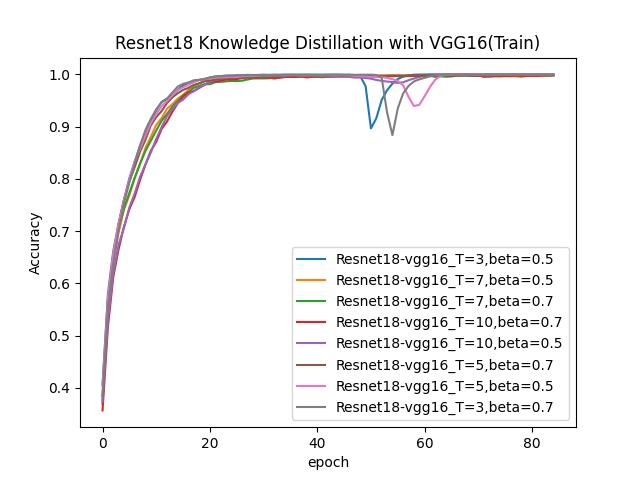 Resnet18 Knowledge Distillation with VGG16(Train)
1.0
0.9
0.8
0.7
0.6
0.5
0.4
Accuracy
Resnet18-vgg16_T=3,beta=0.5
Resnet18-vgg16_T=7,beta=0.5
Resnet18-vgg16_T=7,beta=0.7
Resnet18-vgg16_T=10,beta=0.7
Resnet18-vgg16_T=10,beta=0.5
Resnet18-vgg16_T=5,beta=0.7
Resnet18-vgg16_T=5,beta=0.5
Resnet18-vgg16_T=3,beta=0.7
0 20 40 60 80
epoch